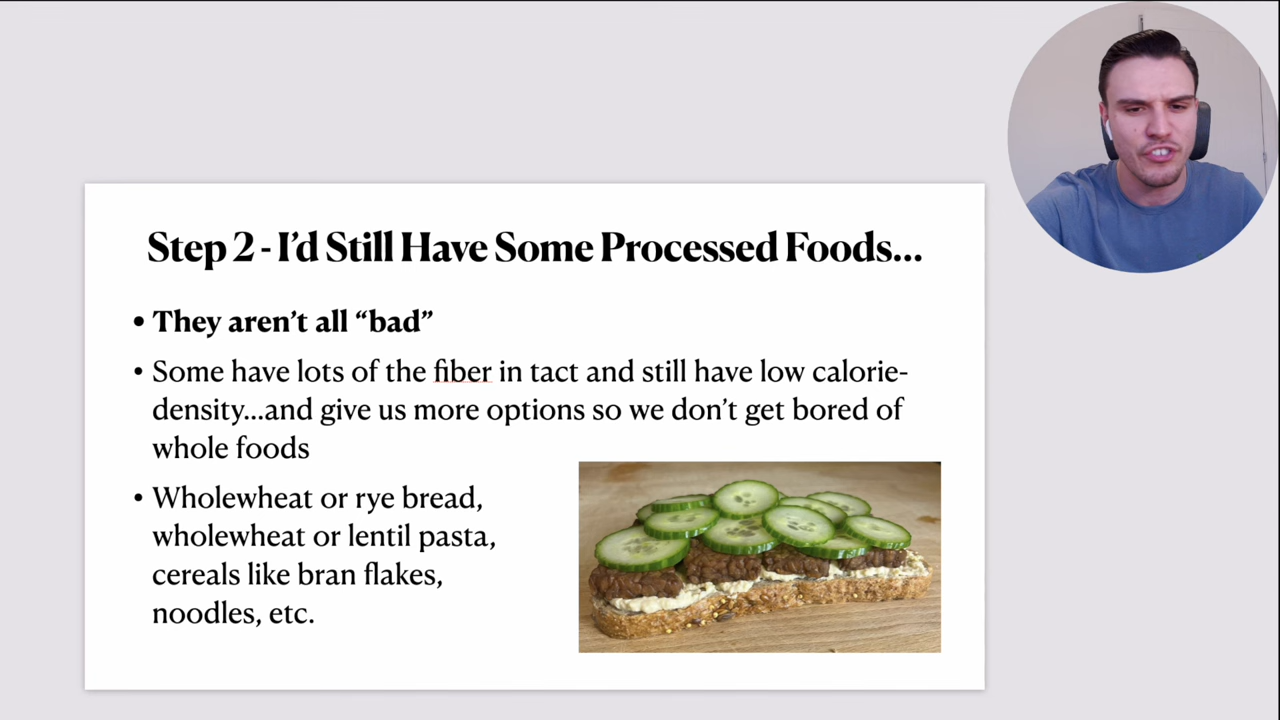 Step 2 - I’d Still Have Some Processed Foods...
• They aren’t all “bad”
• Some have lots of the fiber in tact and still have low calorie-
density...and give us more options so we don’t get bored of
whole foods
• Wholewheat or rye bread,
wholewheat or lentil pasta,
cereals like bran flakes,
noodles, etc.